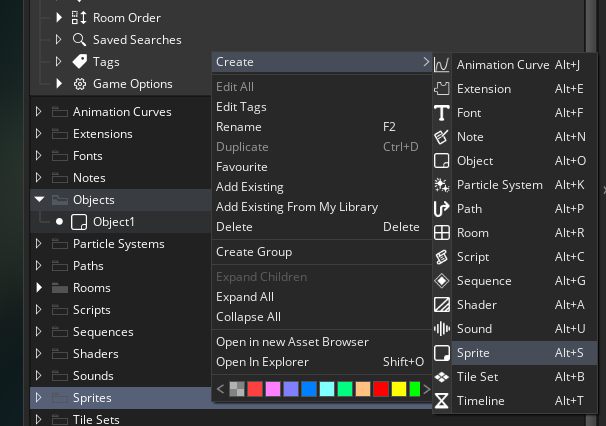 Room Order
Saved Searches
Tags
Game Options
Animation Curves
Extensions
Fonts
Notes
Objects
Object1
Particle Systems
Paths
Rooms
Scripts
Sequences
Shaders
Sounds
Sprites
Tile Sets
Create
Edit All
Edit Tags
Rename F2
Duplicate Ctrl+D
Favourite
Add Existing
Add Existing From My Library
Delete Delete
Create Group
Expand Children
Expand All
Collapse All
Open in new Asset Browser
Open In Explorer Shift+O
Animation Curve Alt+J
Extension Alt+E
Font Alt+F
Note Alt+N
Object Alt+O
Particle System Alt+K
Path Alt+P
Room Alt+R
Script Alt+C
Sequence Alt+G
Shader Alt+A
Sound Alt+U
Sprite Alt+S
Tile Set Alt+B
Timeline Alt+T